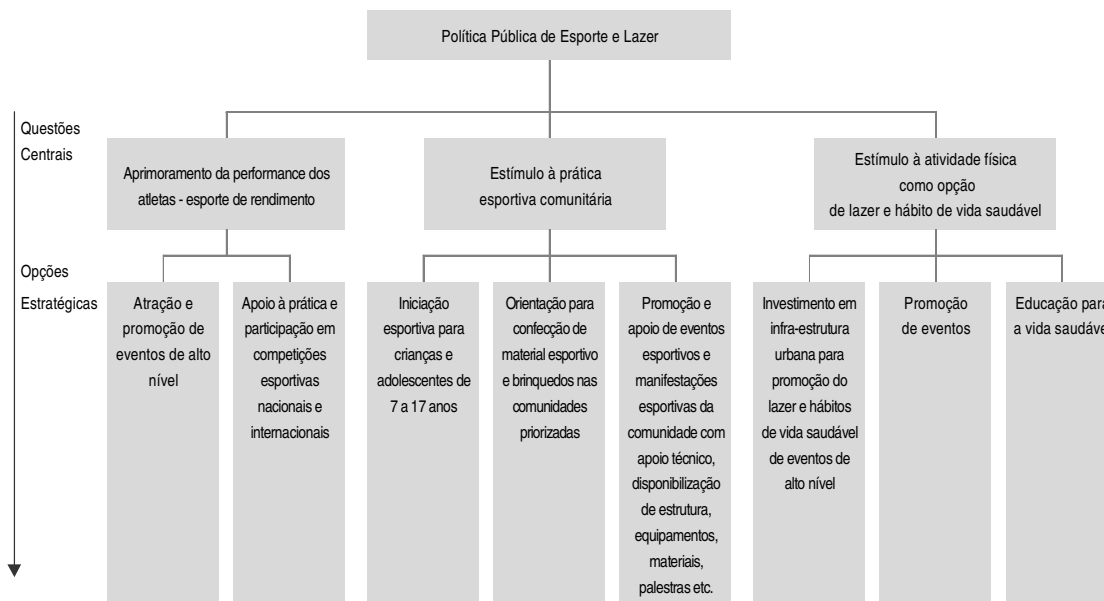 Política Pública de Esporte e Lazer
Questões
Centrais
Aprimoramento da performance dos
atletas - esporte de rendimento
Estímulo à prática
esportiva comunitária
Estímulo à atividade física
como opção
de lazer e hábito de vida saudável
Opções
Estratégicas
Atração e
promoção de
eventos de alto
nível
Apoio à prática e
participação em
competições
esportivas
nacionais e
internacionais
Iniciação
esportiva para
crianças e
adolescentes de
7 a 17 anos
Orientação para
confecção de
material esportivo
e brinquedos nas
comunidades
priorizadas
Promoção e
apoio de eventos
esportivos e
manifestações
esportivas da
comunidade com
apoio técnico,
disponibilização
de estrutura,
equipamentos,
materiais,
palestras etc.
Investimento em
infra-estrutura
urbana para
promoção do
lazer e hábitos
de vida saudável
de eventos de
alto nível
Promoção
de eventos
Educação para
a vida saudáve